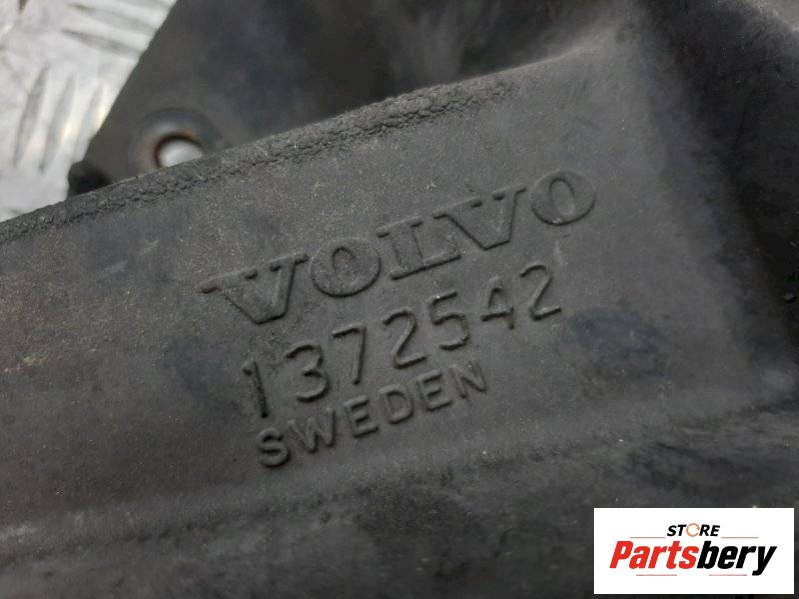 VOLVO
1372542
SWEDEN
STORE
Partsbery